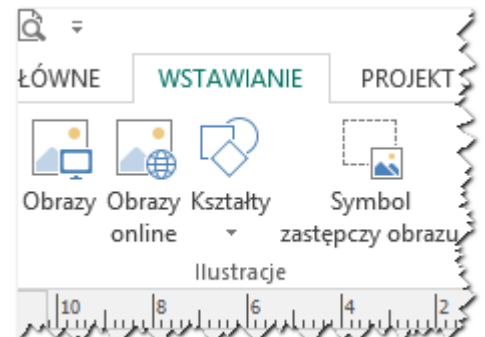 ŁÓWNE WSTAWIANIE PROJEKT
Obrazy Obrazy Kształty Symbol
online zastępczy obrazu
Ilustracje
10 8 6 4 2